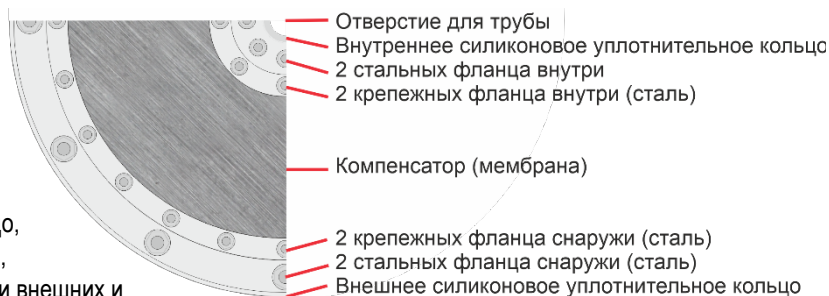 Отверстие для трубы
Внутреннее силиконовое уплотнительное кольцо
2 стальных фланца внутри
2 крепежных фланца внутри (сталь)
Компенсатор (мембрана)
2 крепежных фланца снаружи (сталь)
2 стальных фланца снаружи (сталь)
Внешнее силиконовое уплотнительное кольцо
и внешних и